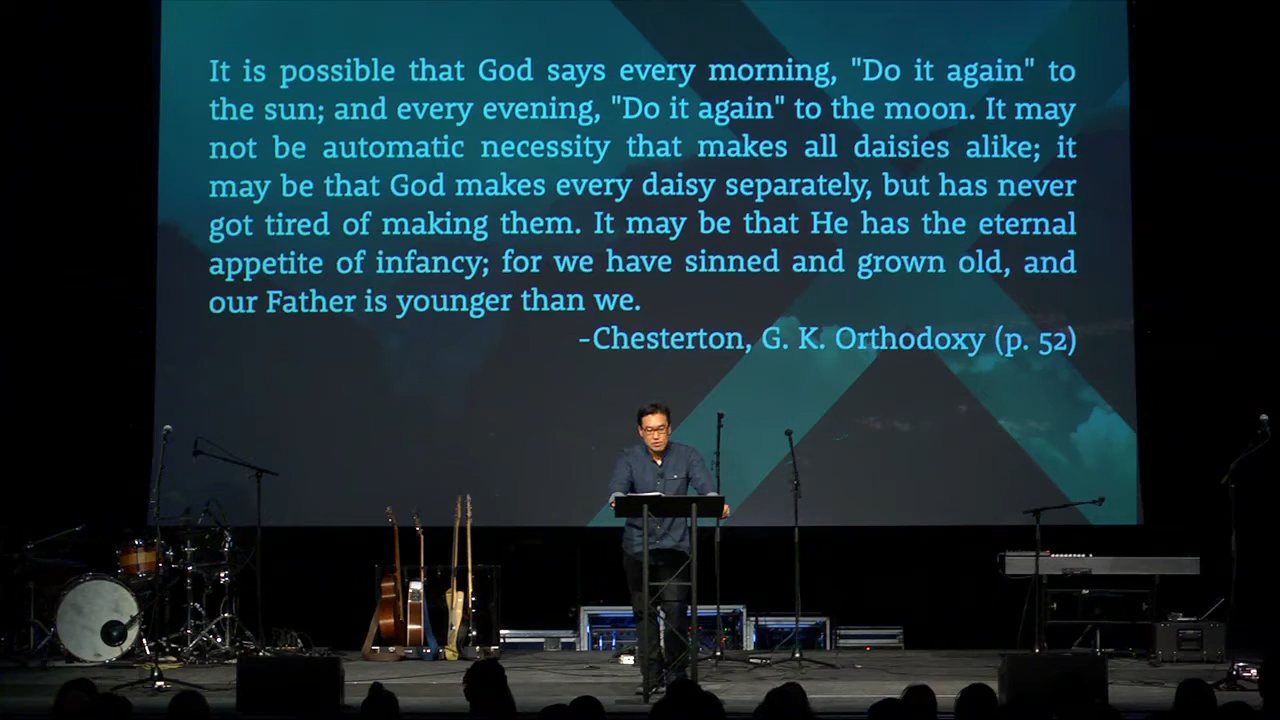 It is possible that God says every morning, "Do it again" to
the sun; and every evening, "Do it again" to the moon. It may
not be automatic necessity that makes all daisies alike; it
may be that God makes every daisy separately, but has never
got tired of making them. It may be that He has the eternal
appetite of infancy; for we have sinned and grown old, and
our Father is younger than we.
-Chesterton, G. K. Orthodoxy (p. 52)